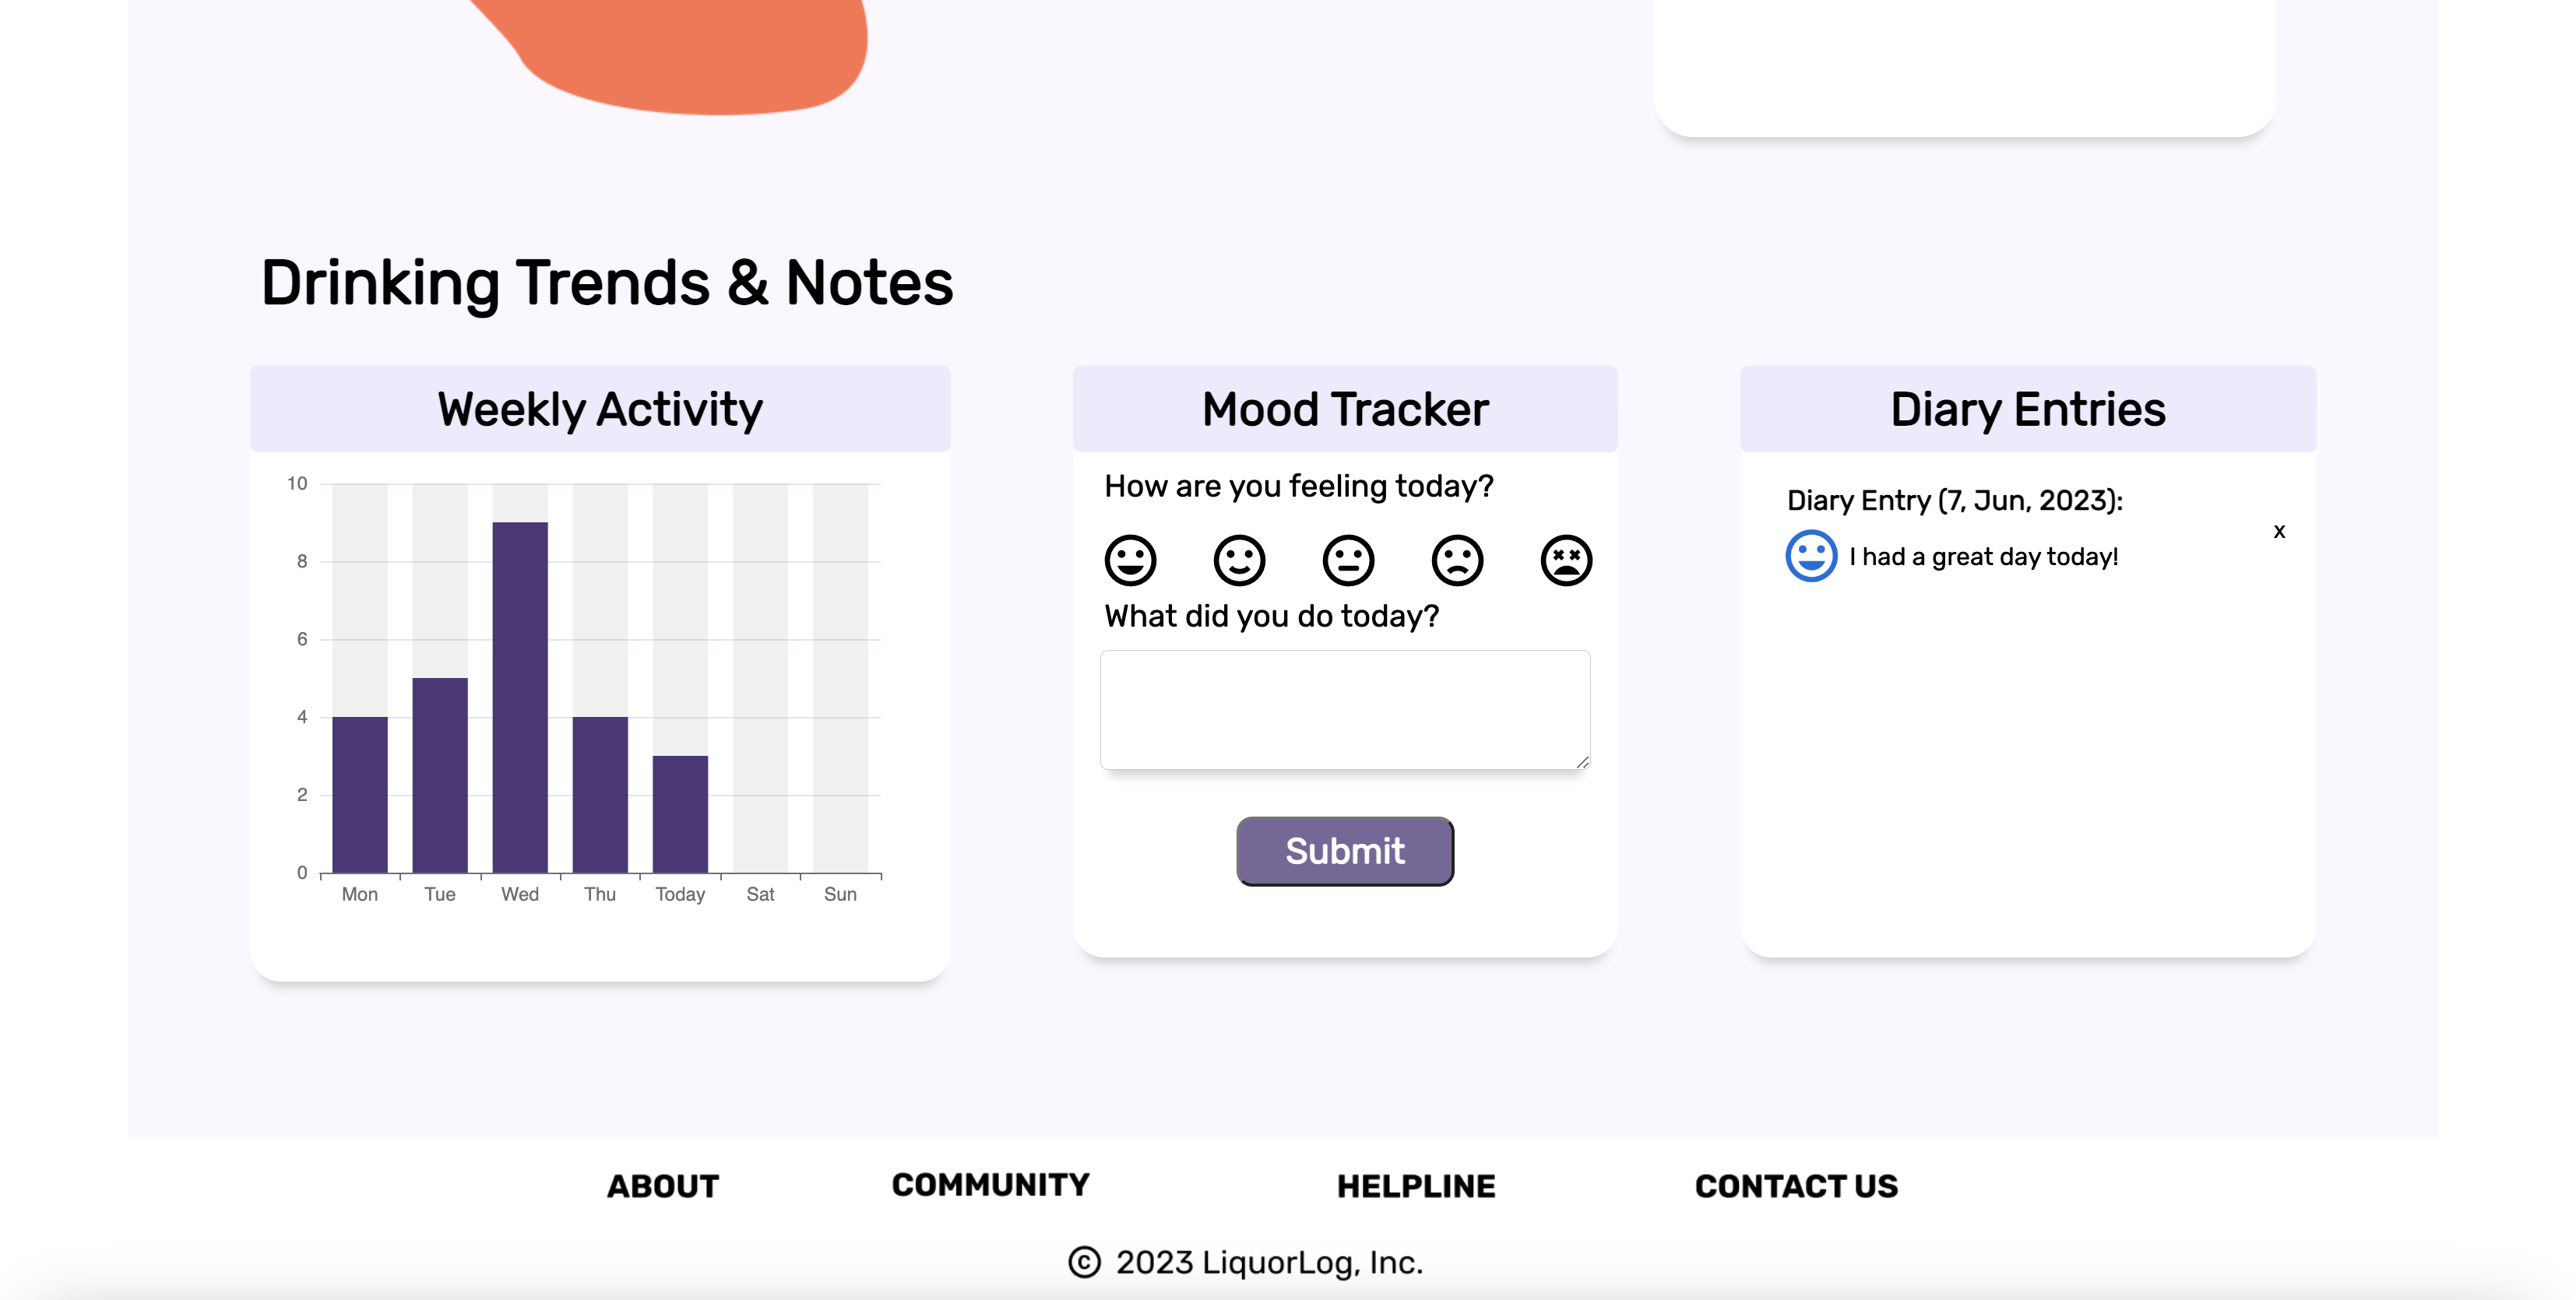 Drinking Trends & Notes
Weekly Activity
10
8
6
4
2
0
Mon Tue Wed Thu Today Sat Sun
Mood Tracker
How are you feeling today?
What did you do today?
Submit
Diary Entries
Diary Entry (7, Jun, 2023):
x
I had a great day today!
ABOUT COMMUNITY HELPLINE CONTACT US
© 2023 LiquorLog, Inc.